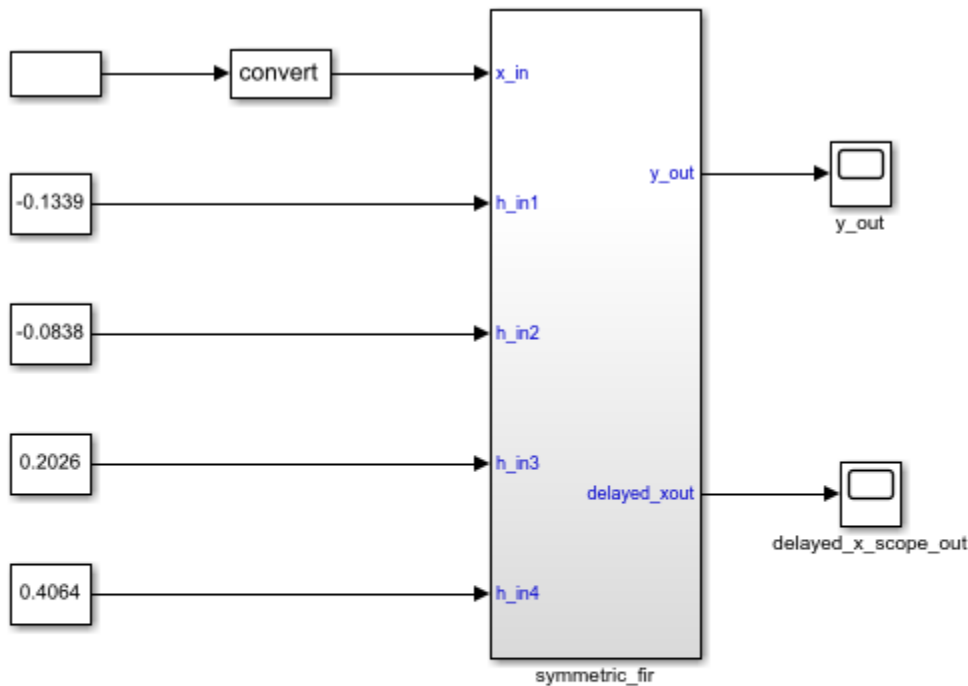 convert
x_in
-0.1339
h_in1
y_out
y_out
-0.0838
h_in2
0.2026
h_in3
delayed_xout
delayed_x_scope_out
0.4064
h_in4
symmetric_fir